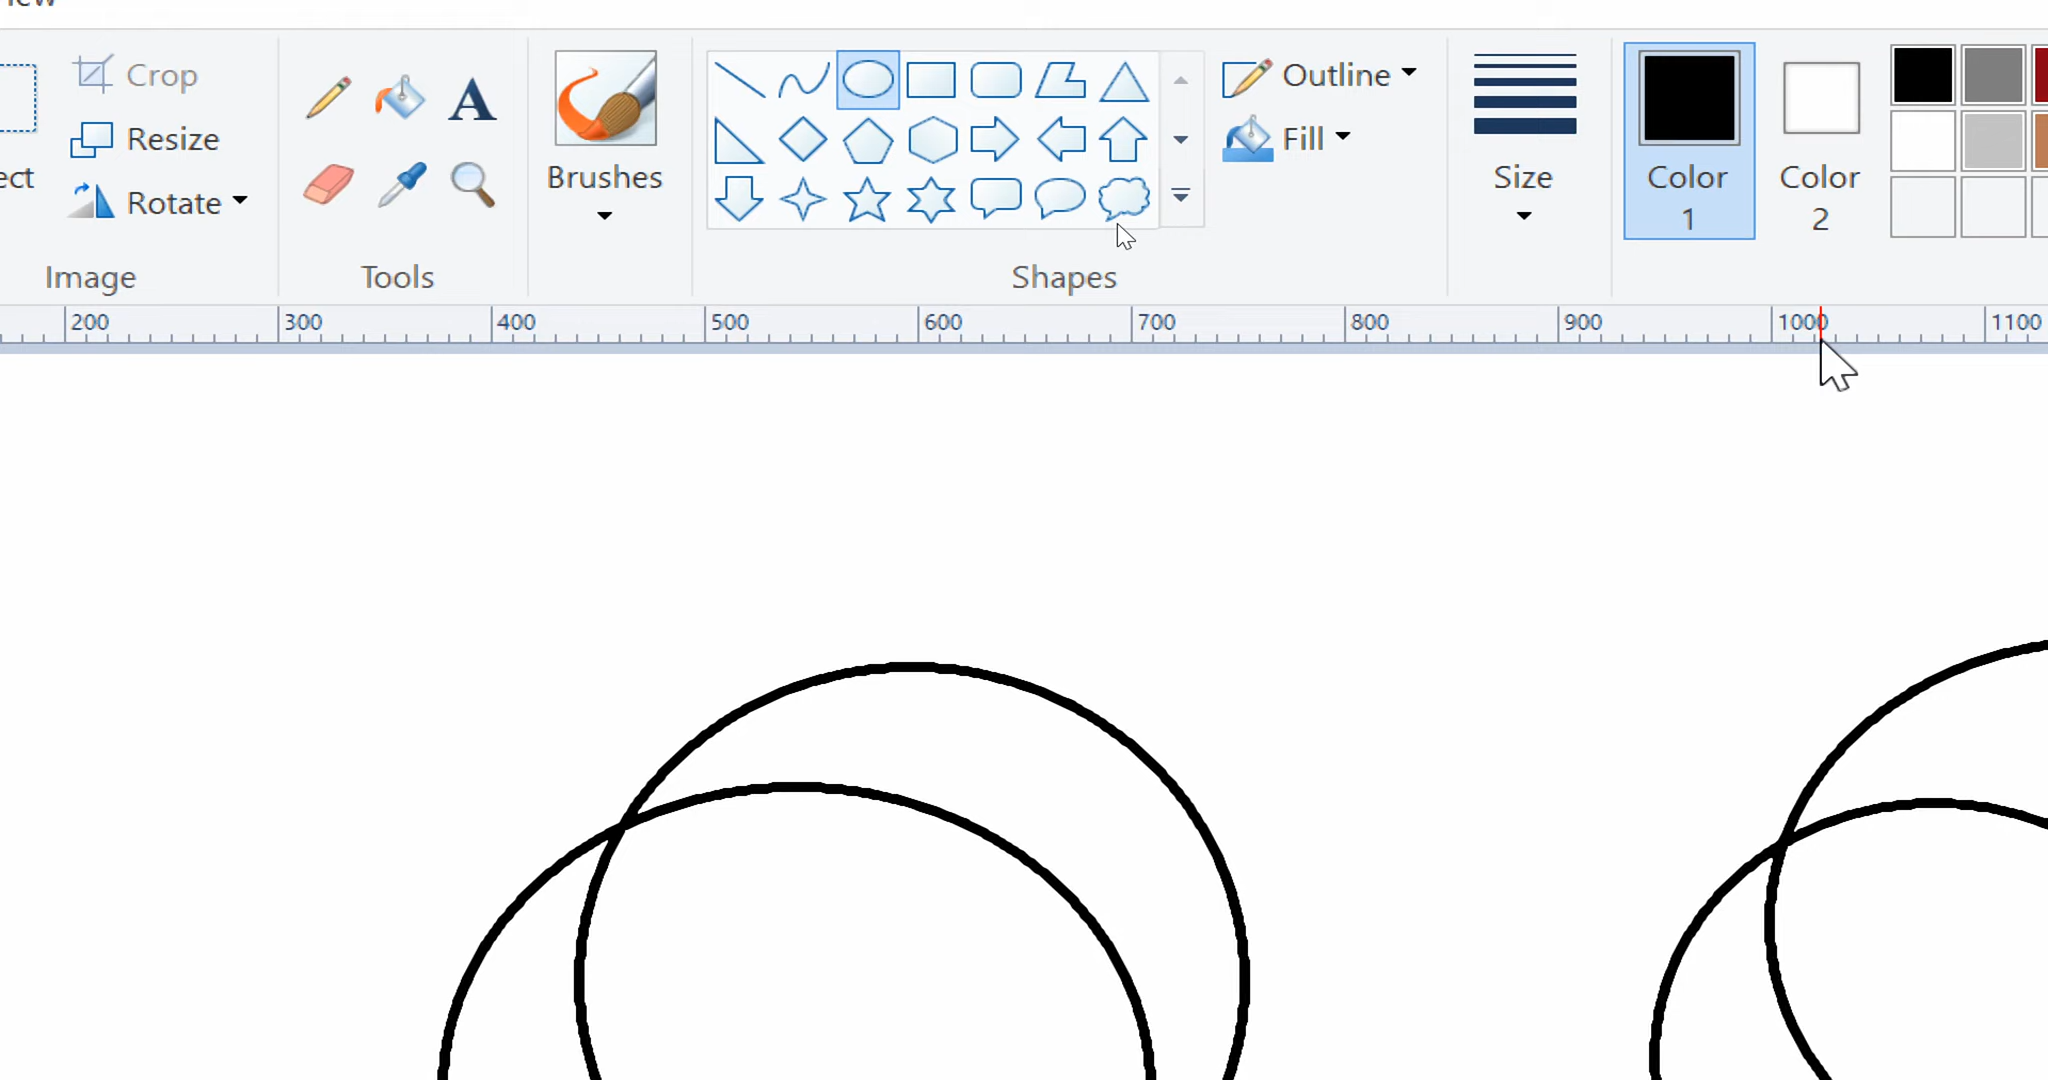 Crop
Resize
Rotate
Image
Tools
Brushes
Shapes
Outline
Fill
Size
Color
1
Color
2
200 300 400 500 600 700 800 900 1000 1100